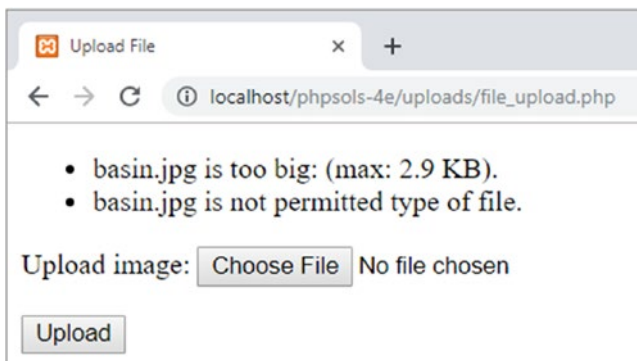 Upload File
localhost/phpsols-4e/uploads/file_upload.php
• basin.jpg is too big: (max: 2.9 KB).
• basin.jpg is not permitted type of file.
Upload image: Choose File No file chosen
Upload